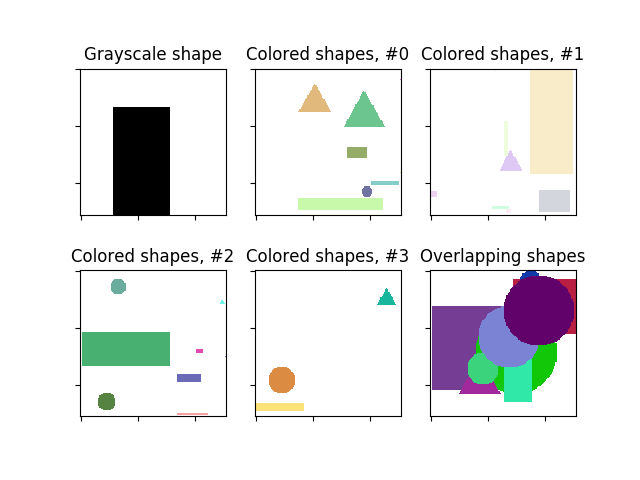 Grayscale shape
Colored shapes, #0
Colored shapes, #1
Colored shapes, #2
Colored shapes, #3
Overlapping shapes